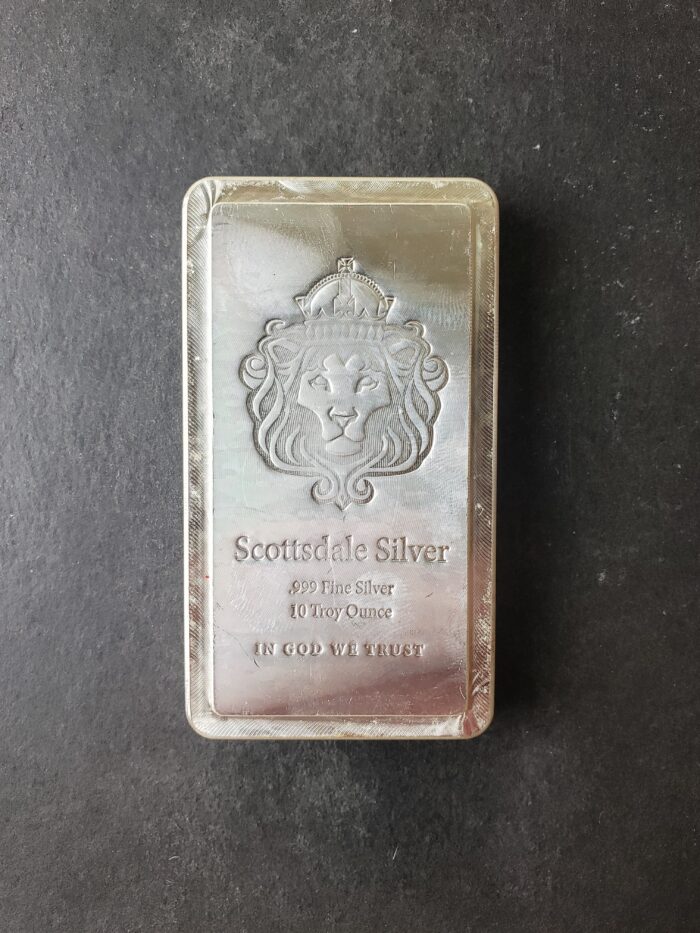 Scottsdale Silver
.999 Fine Silver
10 Troy Ounce
IN GOD WE TRUST